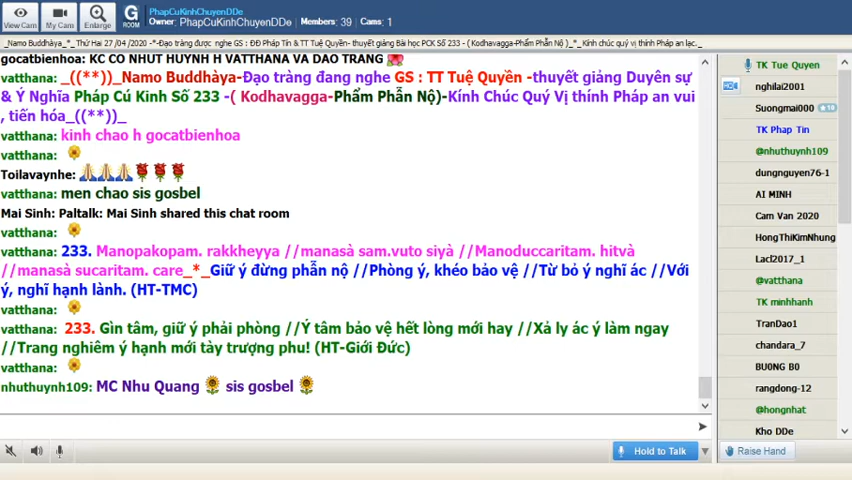 PhapCuKinhChuyenDDe
Owner: PhapCuKinhChuyenDDe Members: 39 Cams: 1
View Cam My Cam Enlarge
G
ROOM
_Namo Buddhàya_*_ Thứ Hai 27 /04 /2020 -*-Đạo tràng được nghe GS : ĐĐ Pháp Tín & TT Tuệ Quyền- thuyết giảng Bài học PCK Số 233 - ( Kodhavagga-Phẩm Phẫn Nộ )_*_ Kính chúc quý vị thính Pháp an lạc._
gocatbienhoa: KC CO NHUT HUYNH H VATTHANA VA DAO TRANG
vatthana: _((**))_Namo Buddhàya-Đạo tràng đang nghe GS : TT Tuệ Quyền -thuyết giảng Duyên sự
& Ý Nghĩa Pháp Cú Kinh Số 233 -( Kodhavagga-Phẩm Phẫn Nộ)-Kính Chúc Quý Vị thính Pháp an vui
, tiến hóa_((**))_
vatthana: kinh chao h gocatbienhoa
vatthana:
Toilavaynhe:
vatthana: men chao sis gosbel
Mai Sinh: Paltalk: Mai Sinh shared this chat room
vatthana:
vatthana: 233. Manopakopam. rakkheyya //manasà sam.vuto siyà //Manoduccaritam. hitvà
//manasà sucaritam. care_*_Giữ ý đừng phẫn nộ //Phòng ý, khéo bảo vệ //Từ bỏ ý nghĩ ác //Với
ý, nghĩ hạnh lành. (HT-TMC)
vatthana:
vatthana: 233. Gìn tâm, giữ ý phải phòng //Ý tâm bảo vệ hết lòng mới hay //Xả ly ác ý làm ngay
//Trang nghiêm ý hạnh mới tày trượng phu! (HT-Giới Đức)
vatthana:
nhuthuynh109: MC Nhu Quang sis gosbel
Hold to Talk
TK Tue Quyen
HD
nghilai2001
Suongmai000 10
TK Phap Tin
@nhuthuynh109
dungnguyen76-1
AI MINH
Cam Van 2020
HongThiKimNhung
Lacl2017_1
@vatthana
TK minhhanh
TranDao1
chandara_7
BU0NG B0
rangdong-12
@hongnhat
Kho DDe
Raise Hand